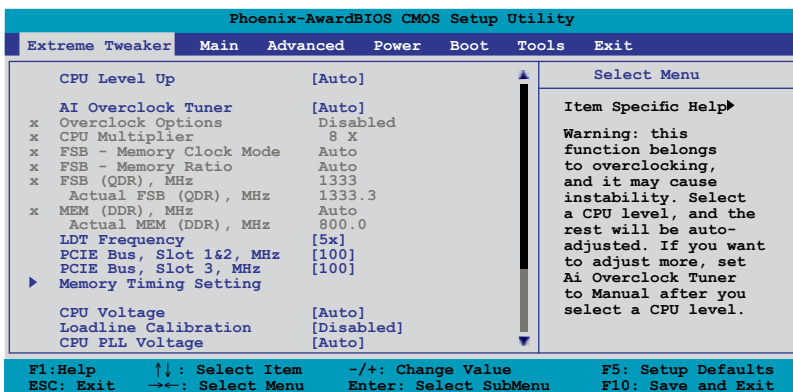 Phoenix-AwardBIOS CMOS Setup Utility
Extreme Tweaker Main Advanced Power Boot Tools Exit
CPU Level Up [Auto]
AI Overclock Tuner [Auto]
x Overclock Options Disabled
x CPU Multiplier 8 X
x FSB - Memory Clock Mode Auto
x FSB - Memory Ratio Auto
x FSB (QDR), MHz 1333
Actual FSB (QDR), MHz 1333.3
x MEM (DDR), MHz Auto
Actual MEM (DDR), MHz 800.0
LDT Frequency [5x]
PCIE Bus, Slot 1&2, MHz [100]
PCIE Bus, Slot 3, MHz [100]
Memory Timing Setting
CPU Voltage [Auto]
Loadline Calibration [Disabled]
CPU PLL Voltage [Auto]
Select Menu
Item Specific Help
Warning: this
function belongs
to overclocking,
and it may cause
instability. Select
a CPU level, and the
rest will be auto-
adjusted. If you want
to adjust more, set
Ai Overclock Tuner
to Manual after you
select a CPU level.
F1:Help ↑↓ : Select Item -/+: Change Value F5: Setup Defaults
ESC: Exit →←: Select Menu Enter: Select SubMenu F10: Save and Exit